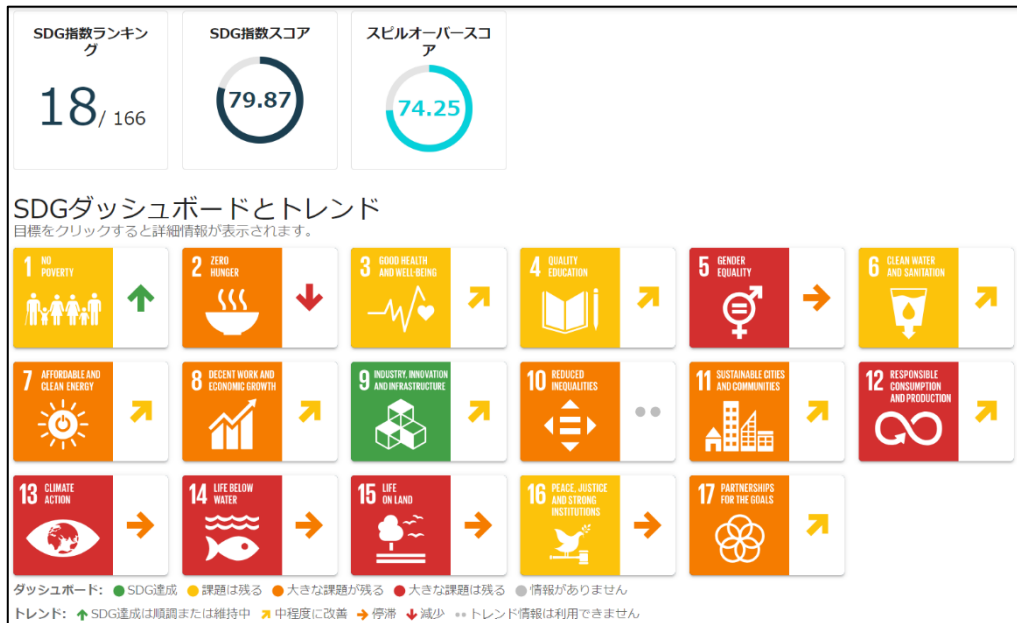 SDG指数ランキン
グ
18/ 166
SDG指数スコア
79.87
スピルオーバースコ
ア
74.25
SDGダッシュボードとトレンド
目標をクリックすると詳細情報が表示されます。
1 NO
POVERTY
2 ZERO
HUNGER
3 GOOD HEALTH
AND WELL-BEING
4 QUALITY
EDUCATION
5 GENDER
EQUALITY
6 CLEAN WATER
AND SANITATION
7 AFFORDABLE AND
CLEAN ENERGY
8 DECENT WORK AND
ECONOMIC GROWTH
9 INDUSTRY, INNOVATION
AND INFRASTRUCTURE
10 REDUCED
INEQUALITIES
11 SUSTAINABLE CITIES
AND COMMUNITIES
12 RESPONSIBLE
CONSUMPTION
AND PRODUCTION
13 CLIMATE
ACTION
14 LIFE BELOW
WATER
15 LIFE
ON LAND
16 PEACE, JUSTICE
AND STRONG
INSTITUTIONS
17 PARTNERSHIPS
FOR THE GOALS
ダッシュボード: SDG達成 課題は残る 大きな課題が残る 大きな課題は残る 情報がありません
トレンド: SDG達成は順調または維持中 中程度に改善 停滞 減少 トレンド情報は利用できません